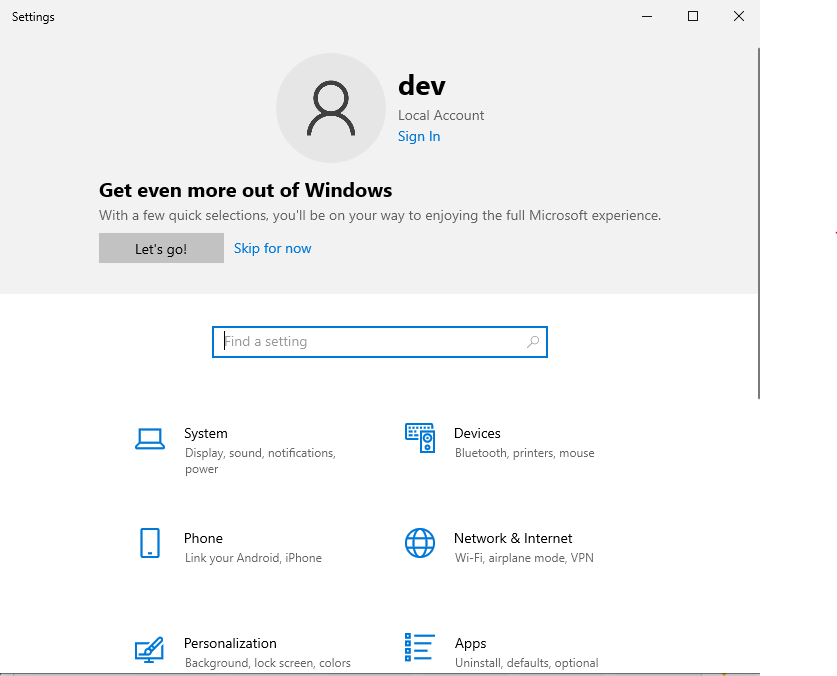 Settings
dev
Local Account
Sign In
Get even more out of Windows
With a few quick selections, you'll be on your way to enjoying the full Microsoft experience.
Let's go!
Skip for now
Find a setting
System
Display, sound, notifications,
power
Devices
Bluetooth, printers, mouse
Phone
Link your Android, iPhone
Network & Internet
Wi-Fi, airplane mode, VPN
Personalization
Background, lock screen, colors
Apps
Uninstall, defaults, optional